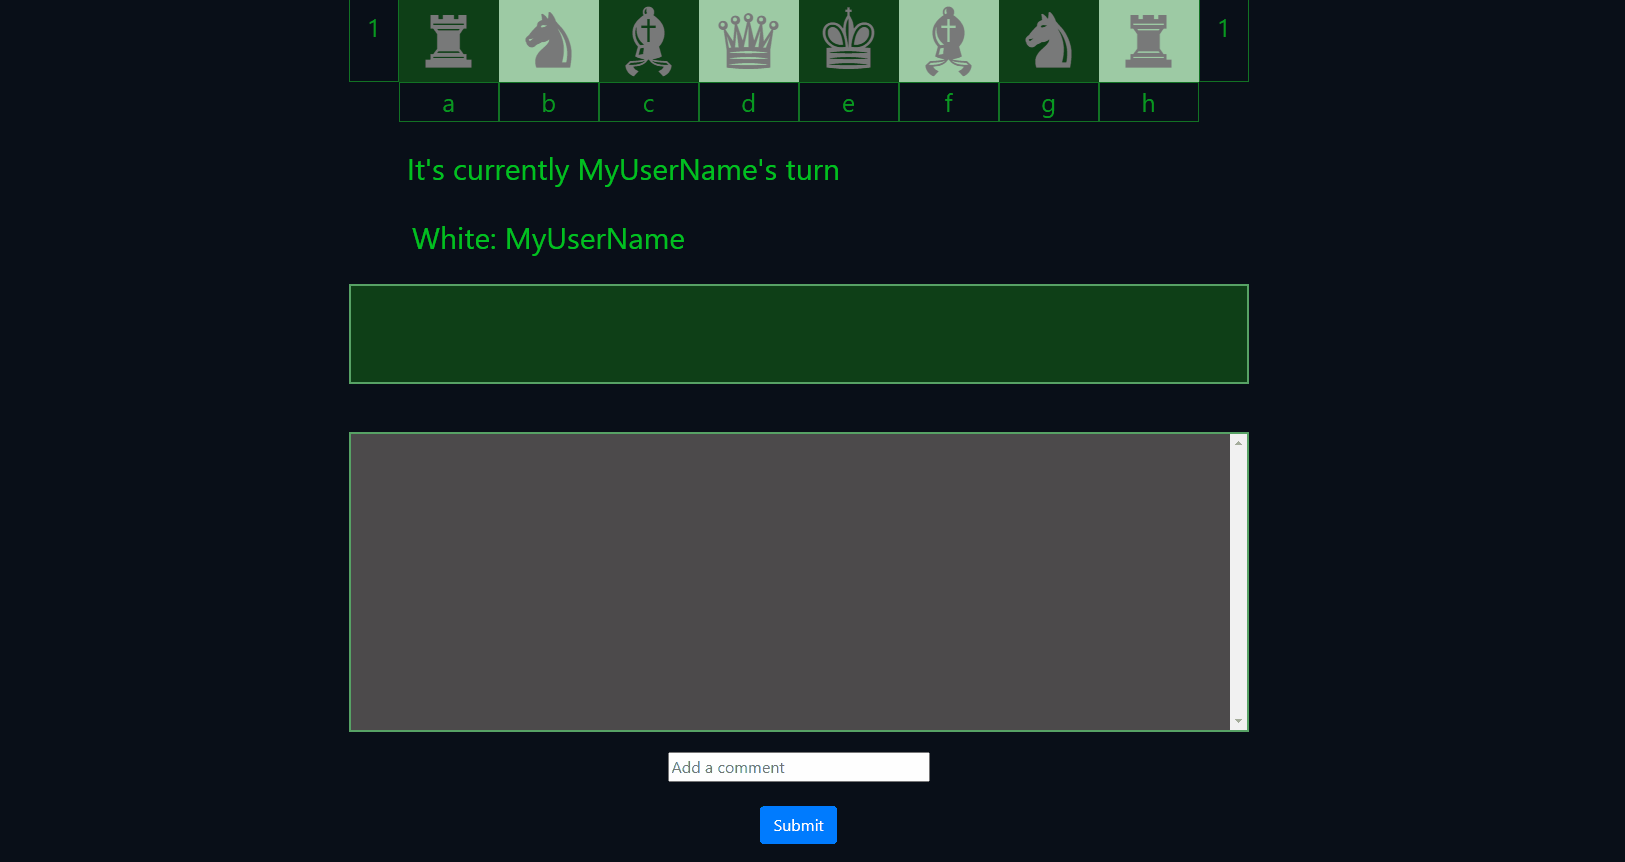 1 1
a b c d e f g h
It's currently MyUserName's turn
White: MyUserName
Add a comment
Submit